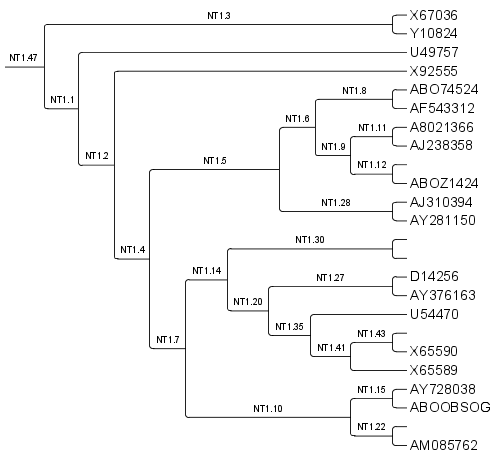 NT1.3
X67036
Y10824
NT1.47
U49757
X92555
NT1.1
NT1.8
ABO74524
AF543312
NT1.6
NT1.11
A8021366
AJ238358
NT1.9
NT1.2
NT1.5
NT1.12
ABOZ1424
NT1.28
AJ310394
AY281150
NT1.4
NT1.30
NT1.14
NT1.27
D14256
AY376163
NT1.20
U54470
NT1.35
NT1.43
NT1.7
NT1.41
X65590
X65589
NT1.15
AY728038
NT1.10
ABOOBSOG
NT1.22
AM085762